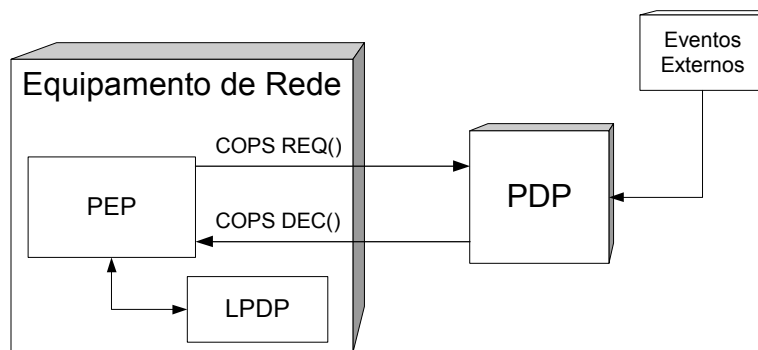 Eventos
Externos
Equipamento de Rede
COPS REQ()
PEP
PDP
COPS DEC()
LPDP